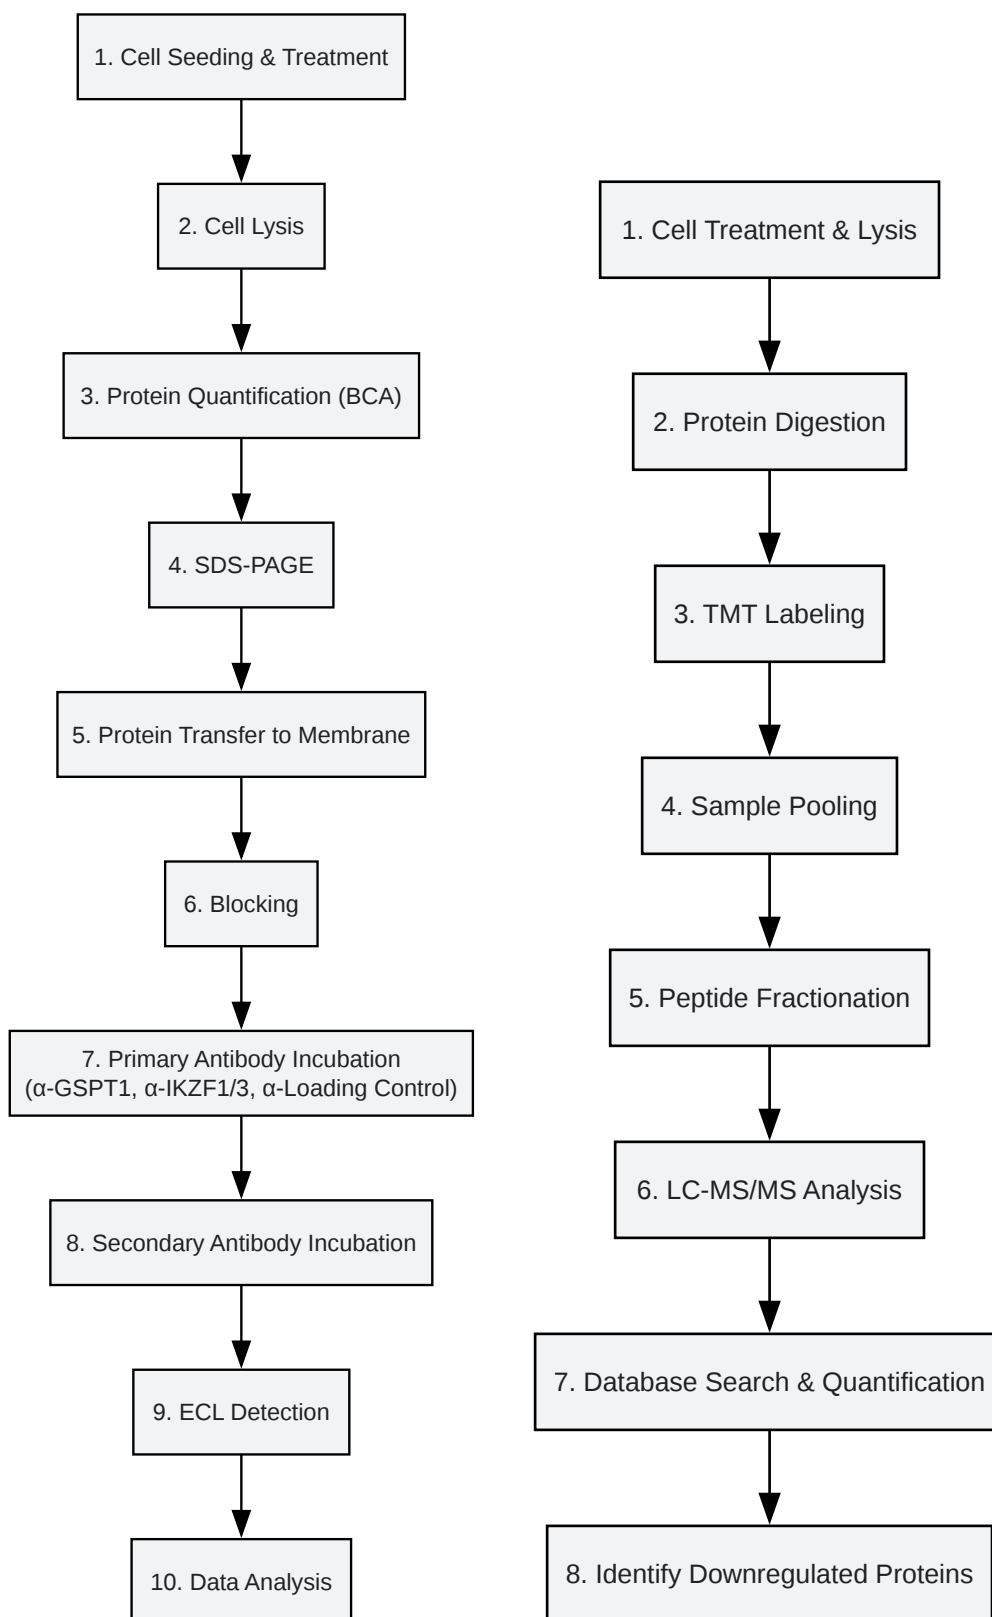 1. Cell Seeding & Treatment
2. Cell Lysis
3. Protein Quantification (BCA)
4. SDS-PAGE
5. Protein Transfer to Membrane
6. Blocking
7. Primary Antibody Incubation
(α-GSPT1, α-IKZF1/3, α-Loading Control)
8. Secondary Antibody Incubation
9. ECL Detection
10. Data Analysis
1. Cell Treatment & Lysis
2. Protein Digestion
3. TMT Labeling
4. Sample Pooling
5. Peptide Fractionation
6. LC-MS/MS Analysis
7. Database Search & Quantification
8. Identify Downregulated Proteins